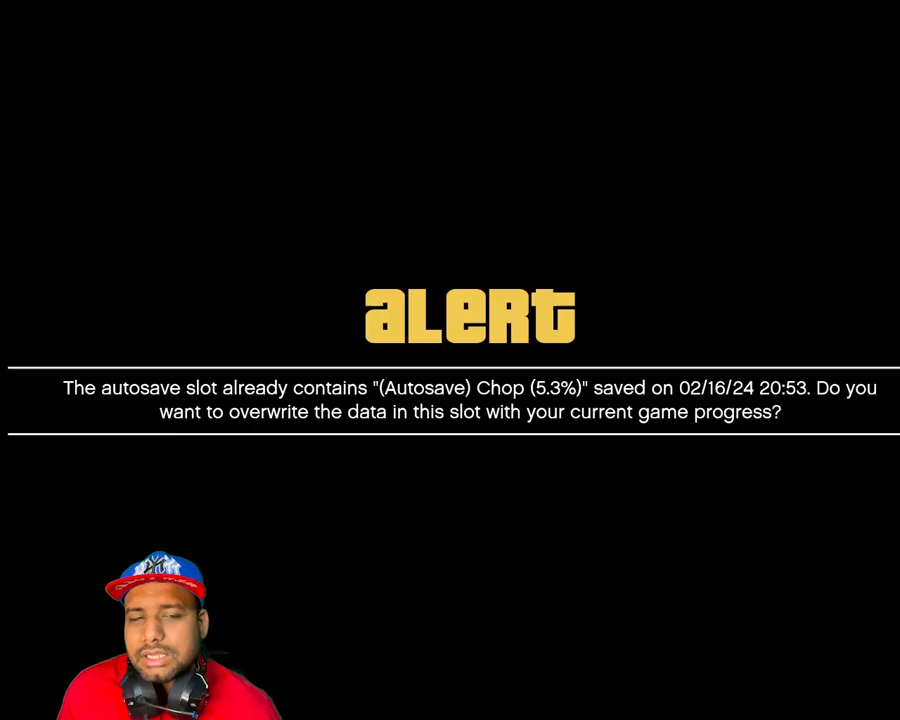 alert
The autosave slot already contains "(Autosave) Chop (5.3%)" saved on 02/16/24 20:53. Do you
want to overwrite the data in this slot with your current game progress?